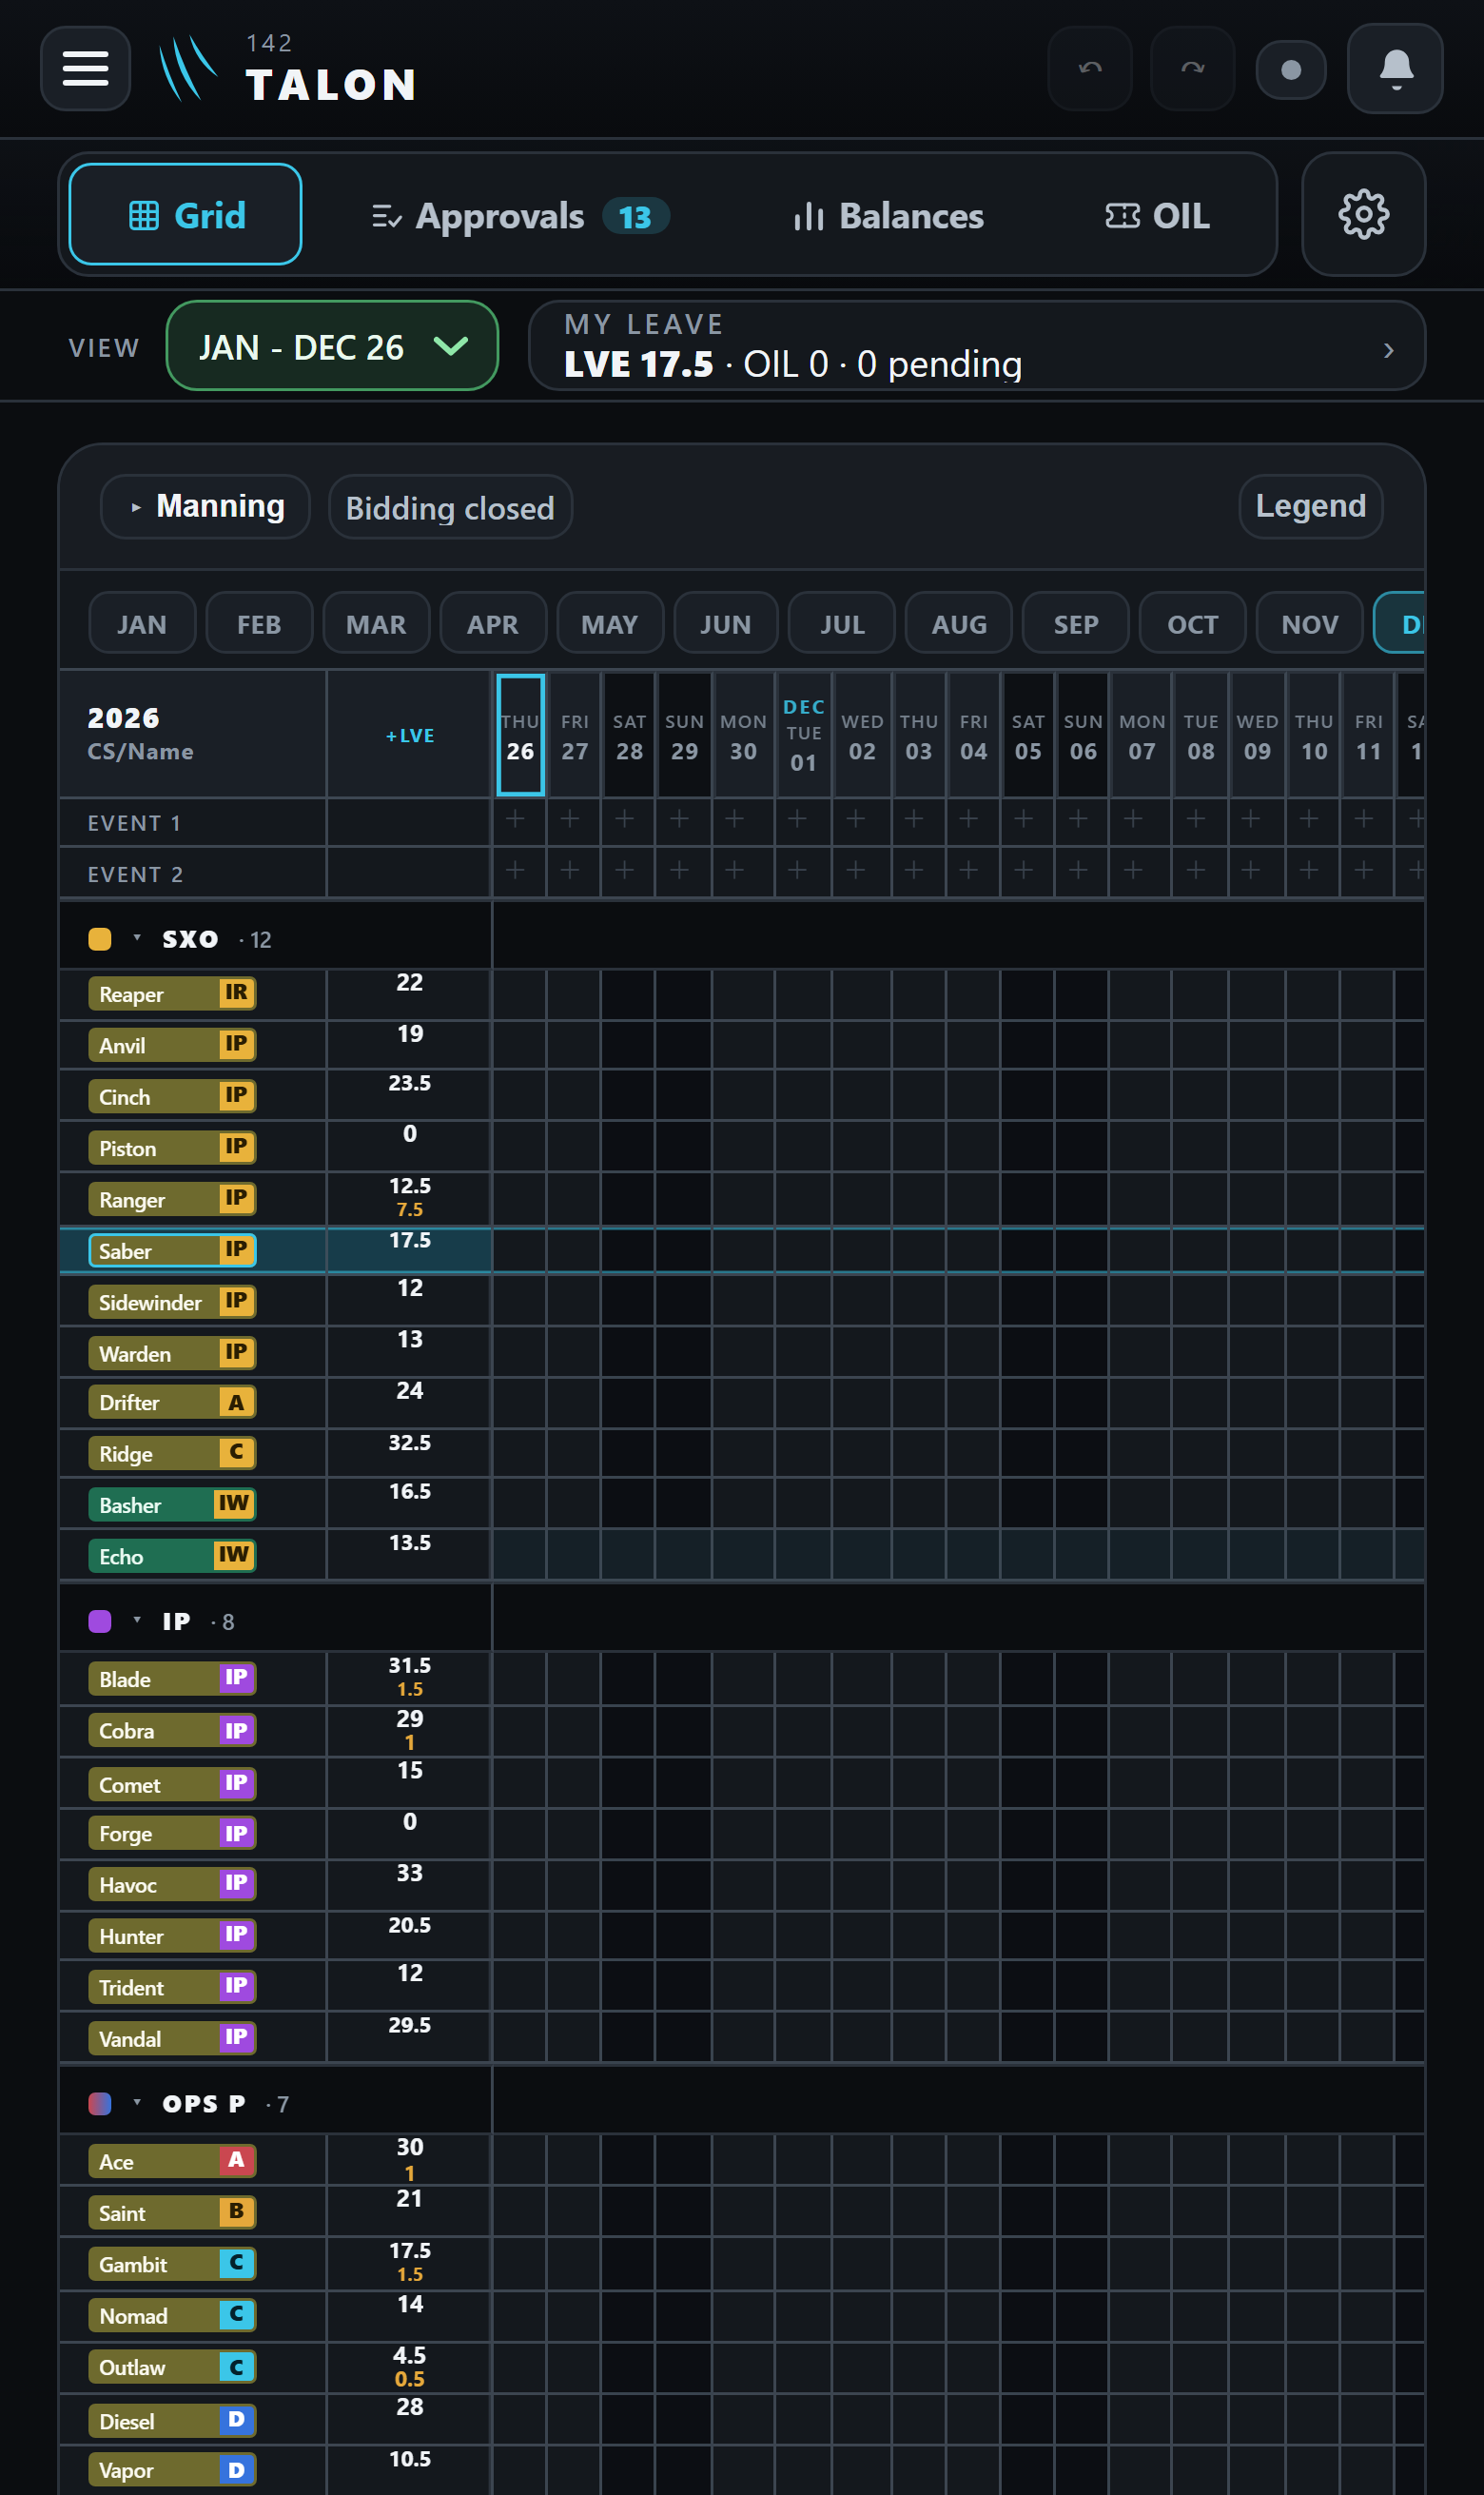 142
TALON
Grid
Approvals 13
Balances
OIL
VIEW
JAN - DEC 26
MY LEAVE
LVE 17.5 · OIL 0 · 0 pending
Manning
Bidding closed
Legend
JAN FEB MAR APR MAY JUN JUL AUG SEP OCT NOV
2026
CS/Name
+LVE
THU 26
FRI 27
SAT 28
SUN 29
MON 30
DEC TUE 01
WED 02
THU 03
FRI 04
SAT 05
SUN 06
MON 07
TUE 08
WED 09
THU 10
FRI 11
EVENT 1
EVENT 2
SXO · 12
Reaper IR 22
Anvil IP 19
Cinch IP 23.5
Piston IP 0
Ranger IP 12.5
7.5
Saber IP 17.5
Sidewinder IP 12
Warden IP 13
Drifter A 24
Ridge C 32.5
Basher IW 16.5
Echo IW 13.5
IP · 8
Blade IP 31.5
1.5
Cobra IP 29
1
Comet IP 15
Forge IP 0
Havoc IP 33
Hunter IP 20.5
Trident IP 12
Vandal IP 29.5
OPS P · 7
Ace A 30
1
Saint B 21
Gambit C 17.5
1.5
Nomad C 14
Outlaw C 4.5
0.5
Diesel D 28
Vapor D 10.5